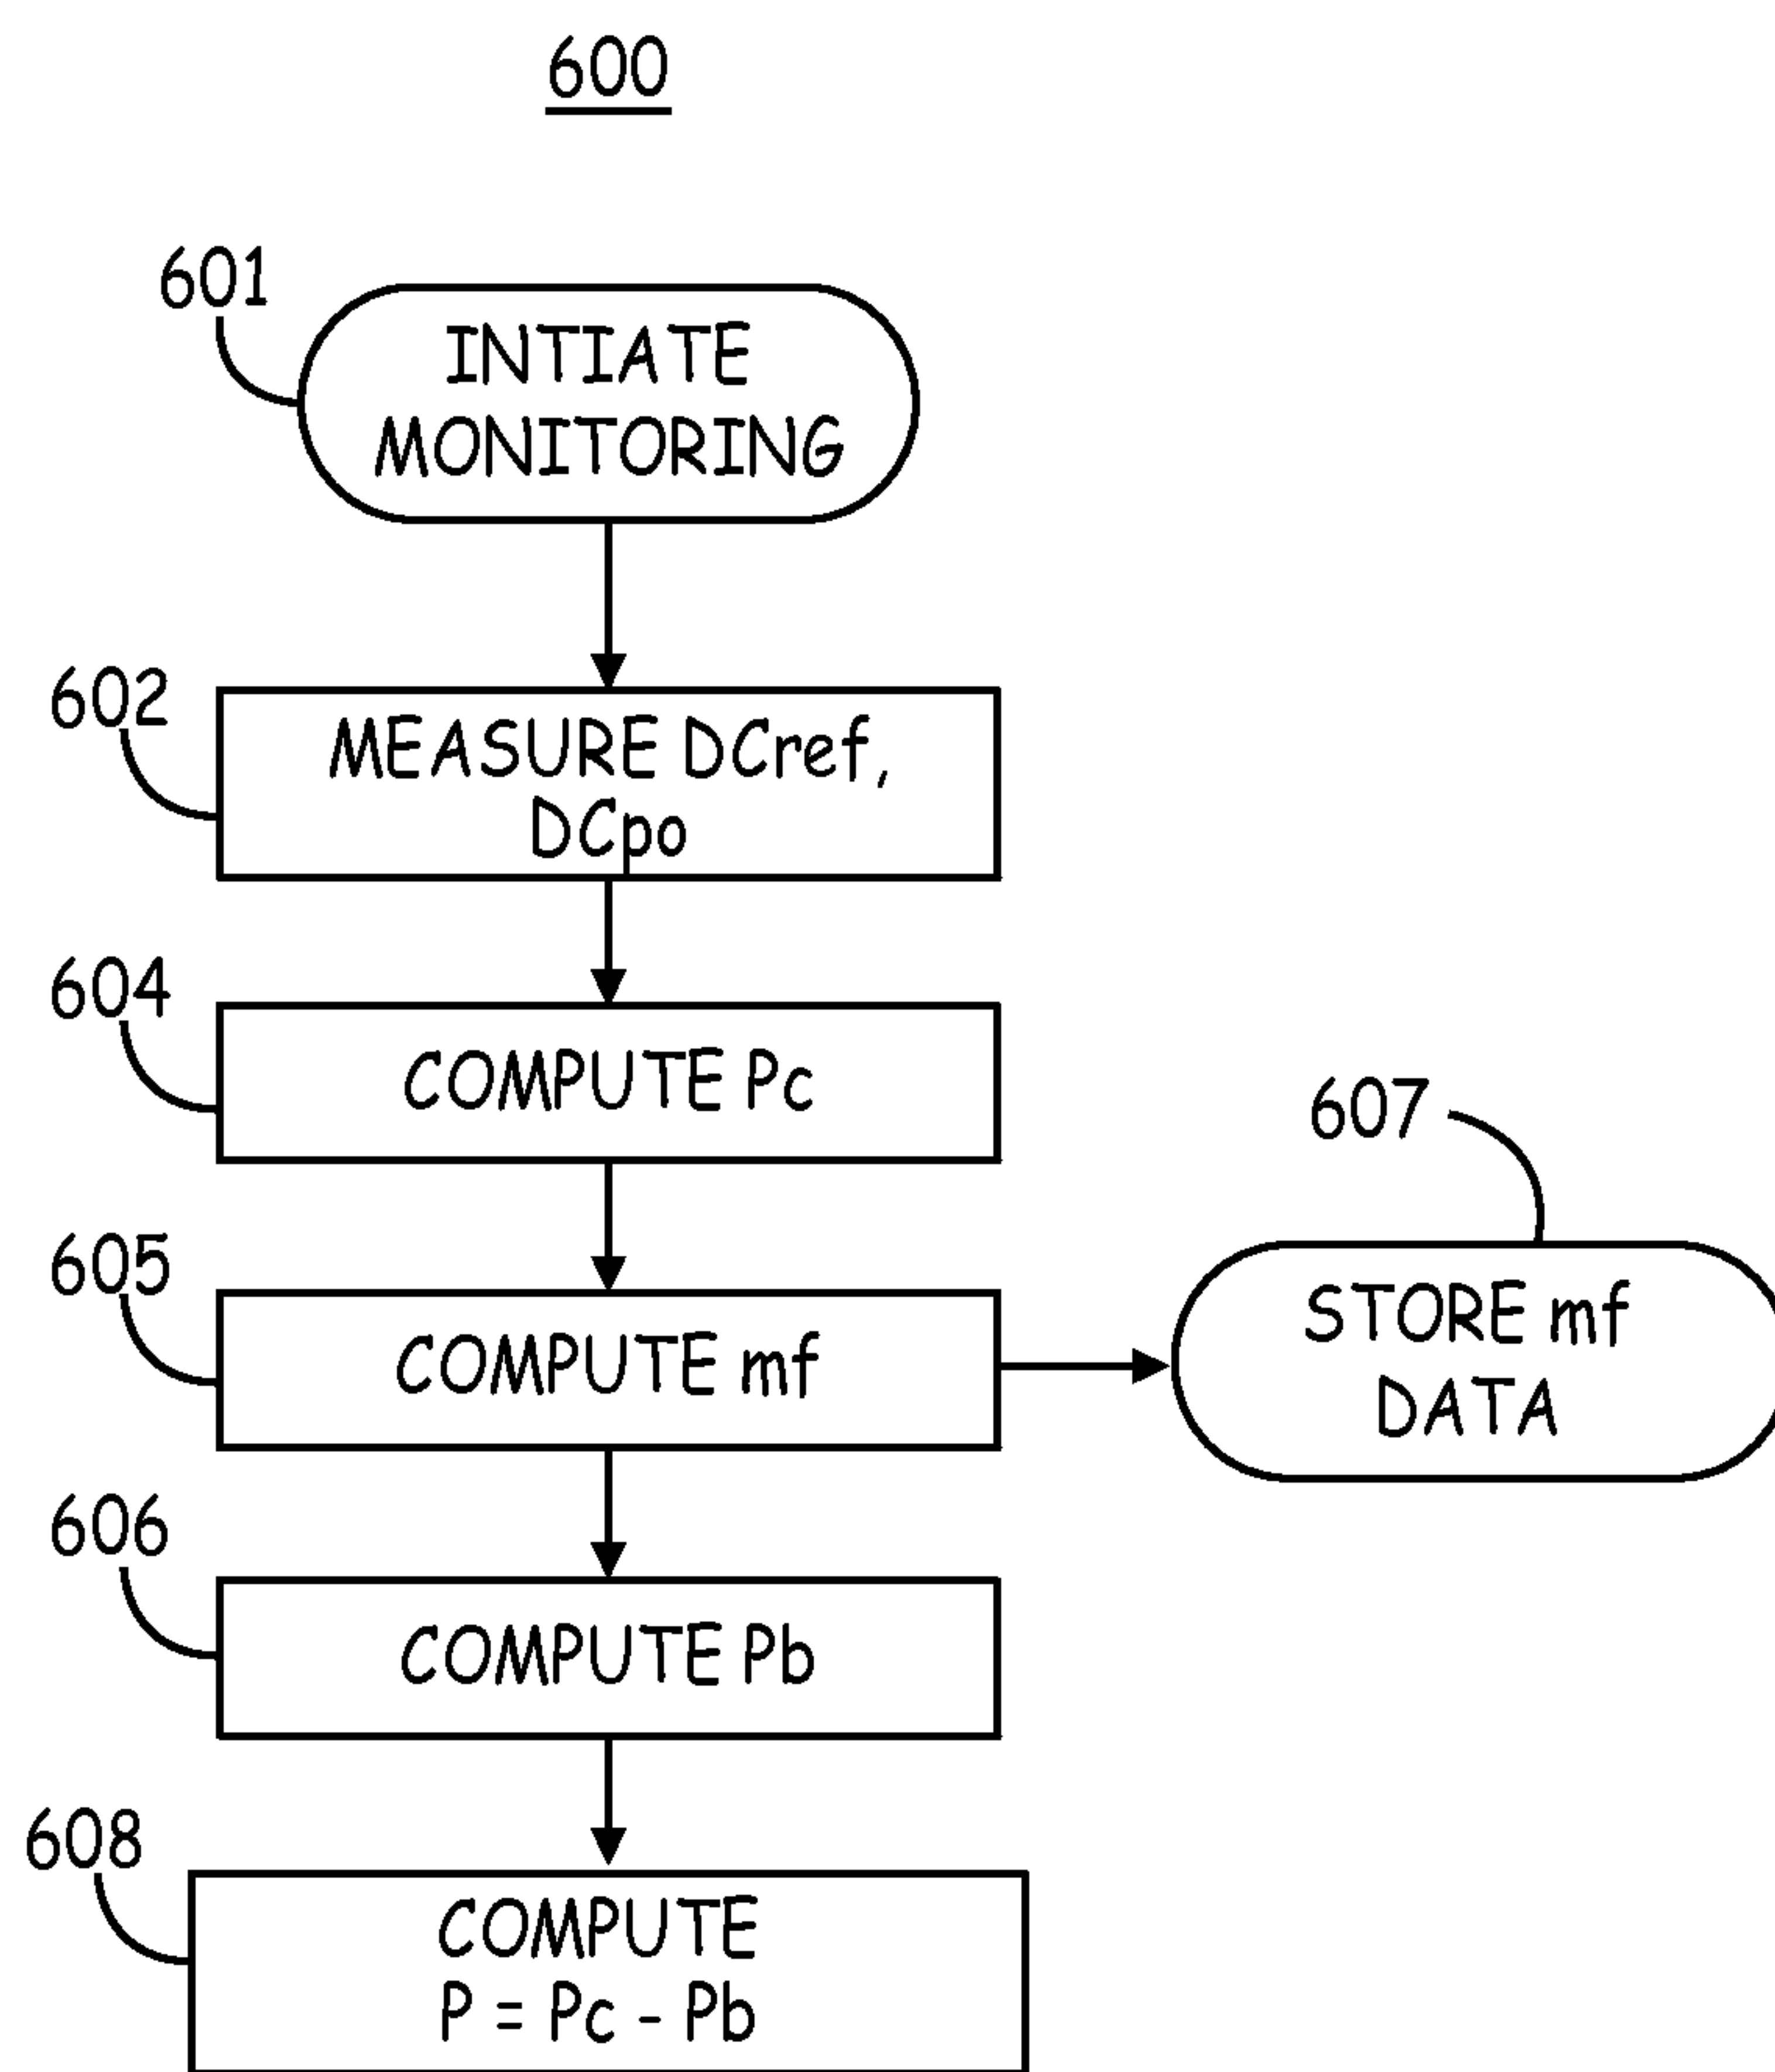 600
601
INTIATE
MONITORING
602
MEASURE DCref,
DCpo
604
COMPUTE Pc
607
605
COMPUTE mf
STORE mf
DATA
606
COMPUTE Pb
608
COMPUTE
P = Pc - Pb